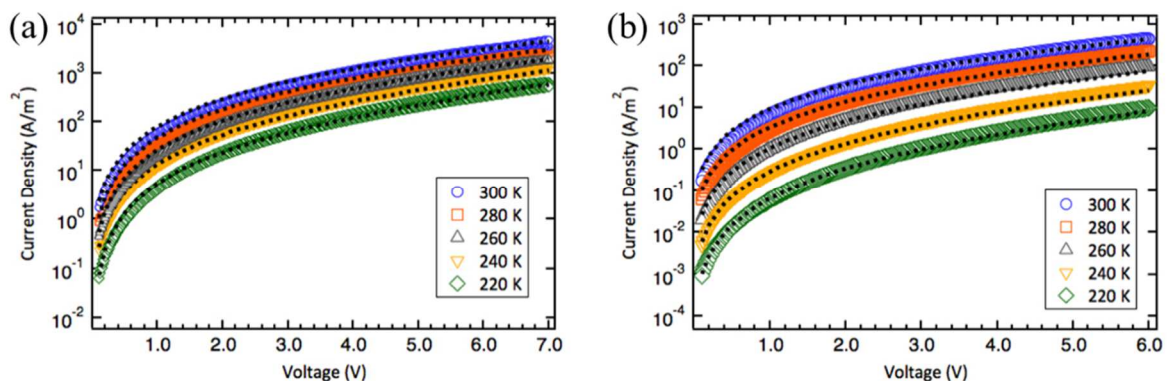 (a)
10^4
10^3
10^2
10^1
10^0
10^-1
10^-2
Current Density (A/m^2)
300 K
280 K
260 K
240 K
220 K
1.0 2.0 3.0 4.0 5.0 6.0 7.0
Voltage (V)
(b)
10^3
10^2
10^1
10^0
10^-1
10^-2
10^-3
10^-4
Current Density (A/m^2)
300 K
280 K
260 K
240 K
220 K
1.0 2.0 3.0 4.0 5.0 6.0
Voltage (V)